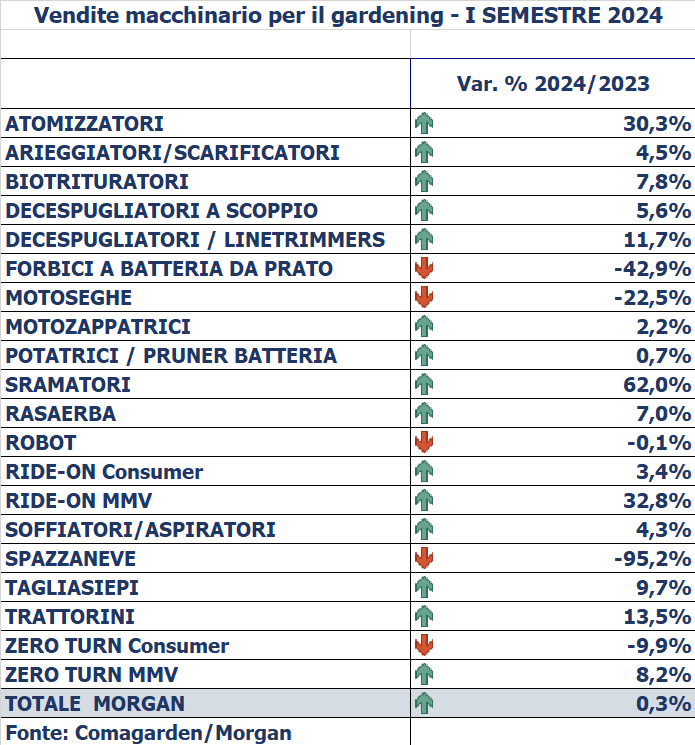 Vendite macchinario per il gardening - I SEMESTRE 2024
Var. % 2024/2023
ATOMIZZATORI 30,3%
ARIEGGIATORI/SCARIFICATORI 4,5%
BIOTRITURATORI 7,8%
DECESPUGLIATORI A SCOPPIO 5,6%
DECESPUGLIATORI / LINETRIMMERS 11,7%
FORBICI A BATTERIA DA PRATO -42,9%
MOTOSEGHE -22,5%
MOTOZAPPATRICI 2,2%
POTATRICI / PRUNER BATTERIA 0,7%
SRAMATORI 62,0%
RASAERBA 7,0%
ROBOT -0,1%
RIDE-ON Consumer 3,4%
RIDE-ON MMV 32,8%
SOFFIATORI/ASPIRATORI 4,3%
SPAZZANEVE -95,2%
TAGLIASIEPI 9,7%
TRATTORINI 13,5%
ZERO TURN Consumer -9,9%
ZERO TURN MMV 8,2%
TOTALE MORGAN 0,3%
Fonte: Comagarden/Morgan